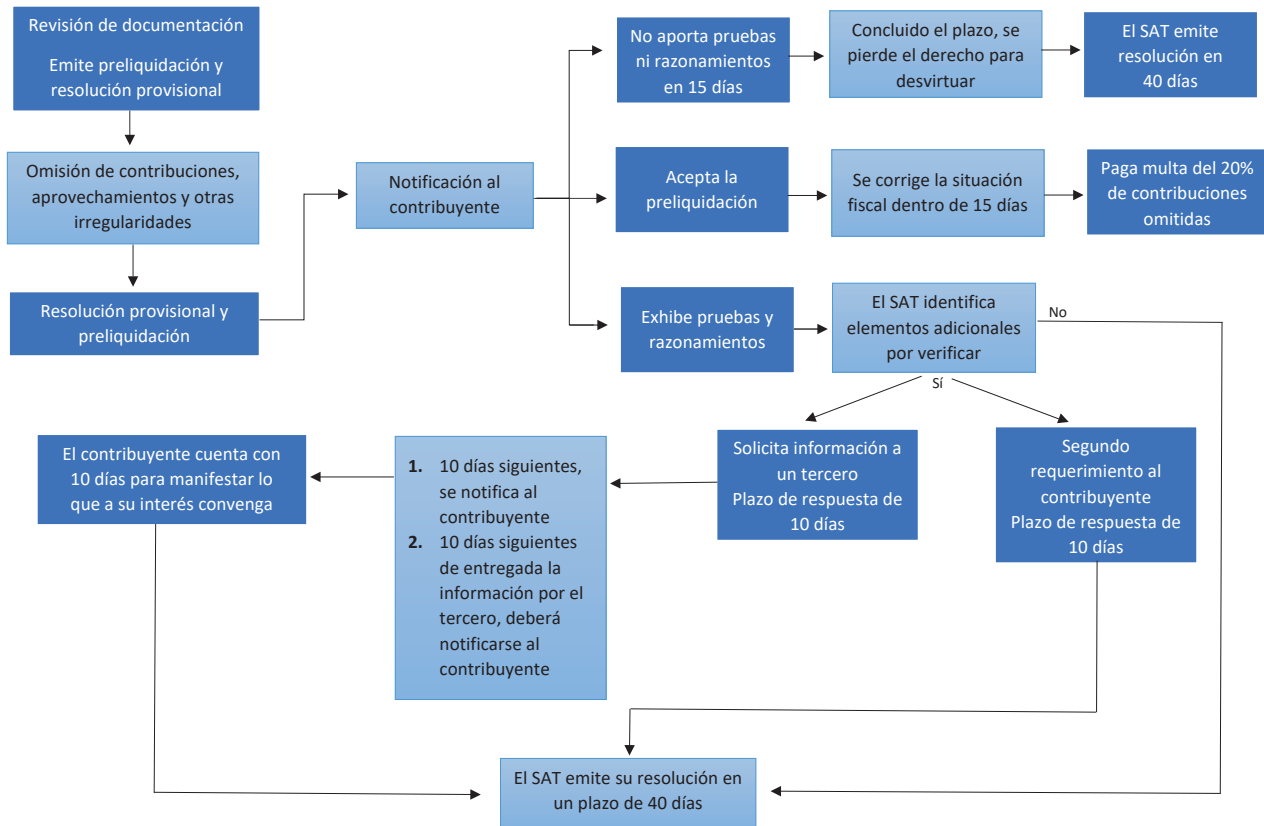 Revisión de documentación
Emite preliquidación y
resolución provisional
Omisión de contribuciones,
aprovechamientos y otras
irregularidades
Resolución provisional y
preliquidación
Notificación al
contribuyente
No aporta pruebas
ni razonamientos
en 15 días
Concluido el plazo, se
pierde el derecho para
desvirtuar
El SAT emite
resolución en
40 días
Acepta la
preliquidación
Se corrige la situación
fiscal dentro de 15 días
Paga multa del 20%
de contribuciones
omitidas
Exhibe pruebas y
razonamientos
El SAT identifica
elementos adicionales
por verificar
No
Sí
Solicita información a
un tercero
Plazo de respuesta de
10 días
Segundo
requerimiento al
contribuyente
Plazo de respuesta de
10 días
1. 10 días siguientes,
se notifica al
contribuyente
2. 10 días siguientes
de entregada la
información por el
tercero, deberá
notificarse al
contribuyente
El contribuyente cuenta con
10 días para manifestar lo
que a su interés convenga
El SAT emite su resolución en
un plazo de 40 días